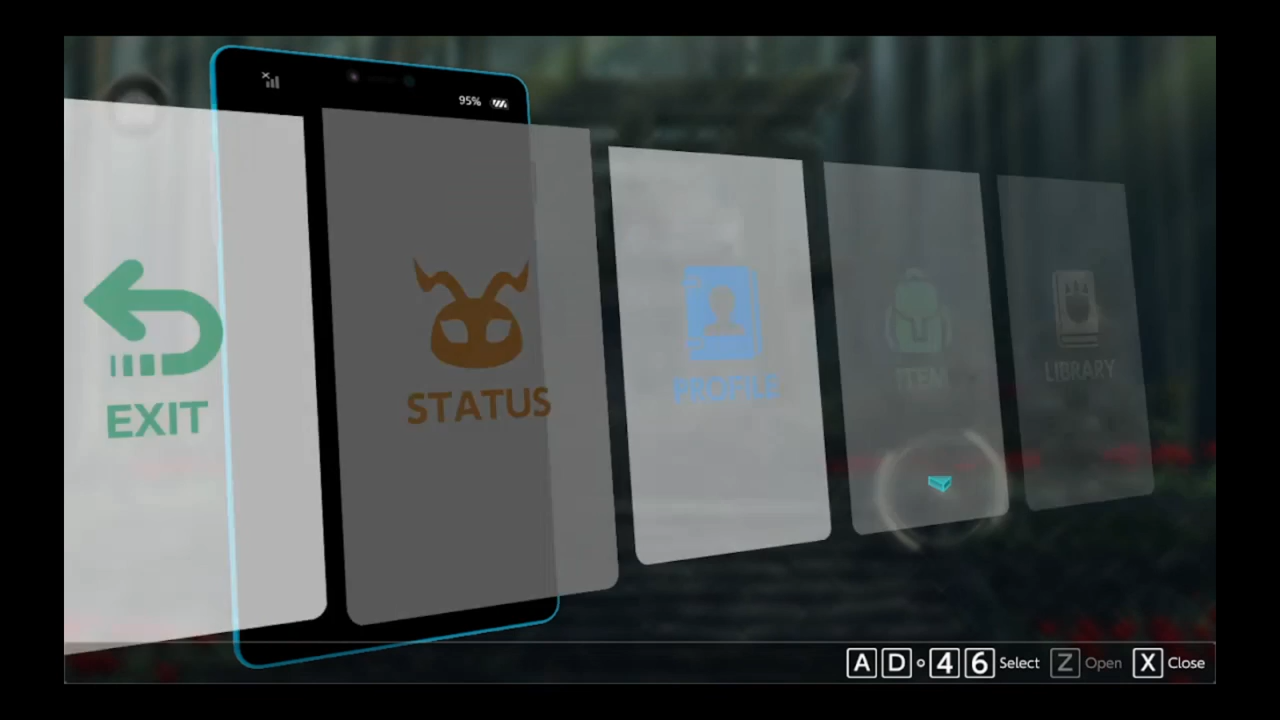 95%
EXIT
STATUS
PROFILE
ITEM
LIBRARY
A D 4 6 Select Z Open X Close